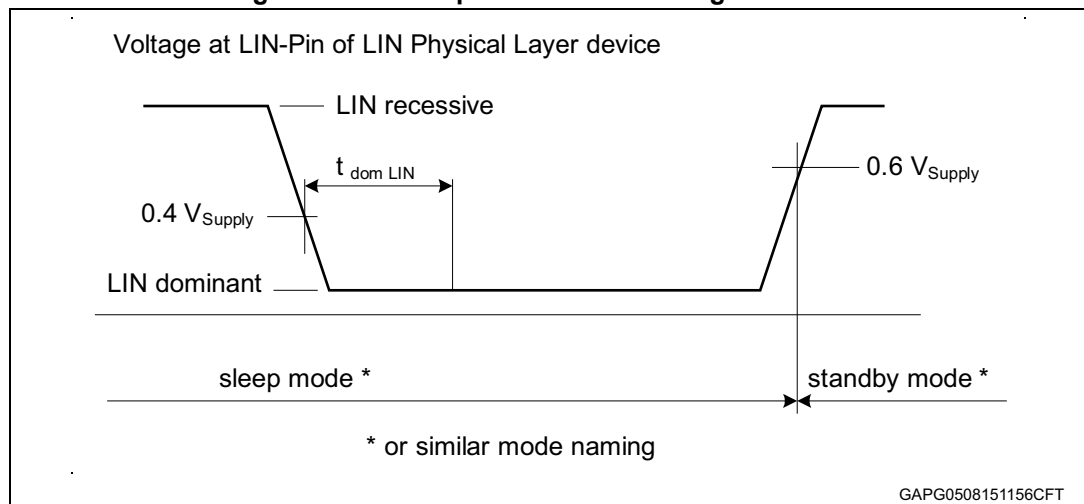 Voltage at LIN-Pin of LIN Physical Layer device
LIN recessive
t dom LIN
0.6 VSupply
0.4 VSupply
LIN dominant
sleep mode *
standby mode *
* or similar mode naming
GAPG0508151156CFT